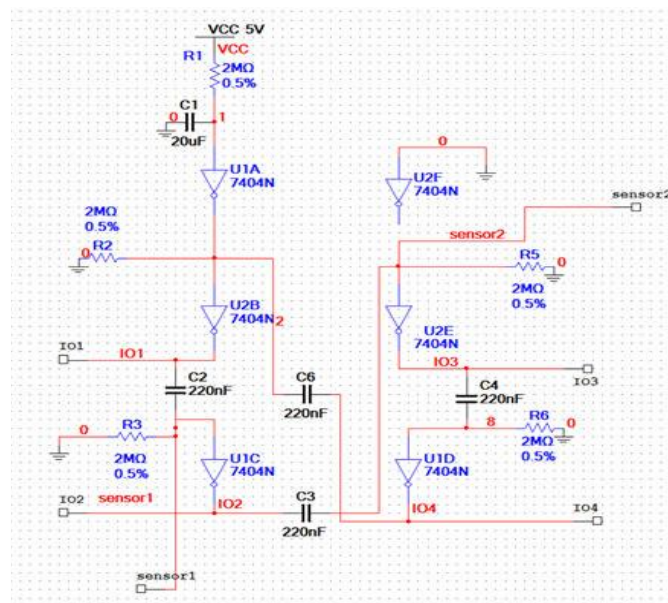 VCC 5V
VCC
R1
2MΩ
0.5%
C1
0
1
20uF
U1A
7404N
0
U2F
7404N
sensor2
2MΩ
0.5%
R2
0
sensor2
R5
0
2MΩ
0.5%
U2B
7404N
2
U2E
7404N
IO1
IO1
IO3
IO3
C2
220nF
C6
220nF
C4
220nF
0
R3
2MΩ
0.5%
8
R6
0
2MΩ
0.5%
U1C
7404N
U1D
7404N
IO2
sensor1
IO2
C3
220nF
IO4
IO4
sensor1